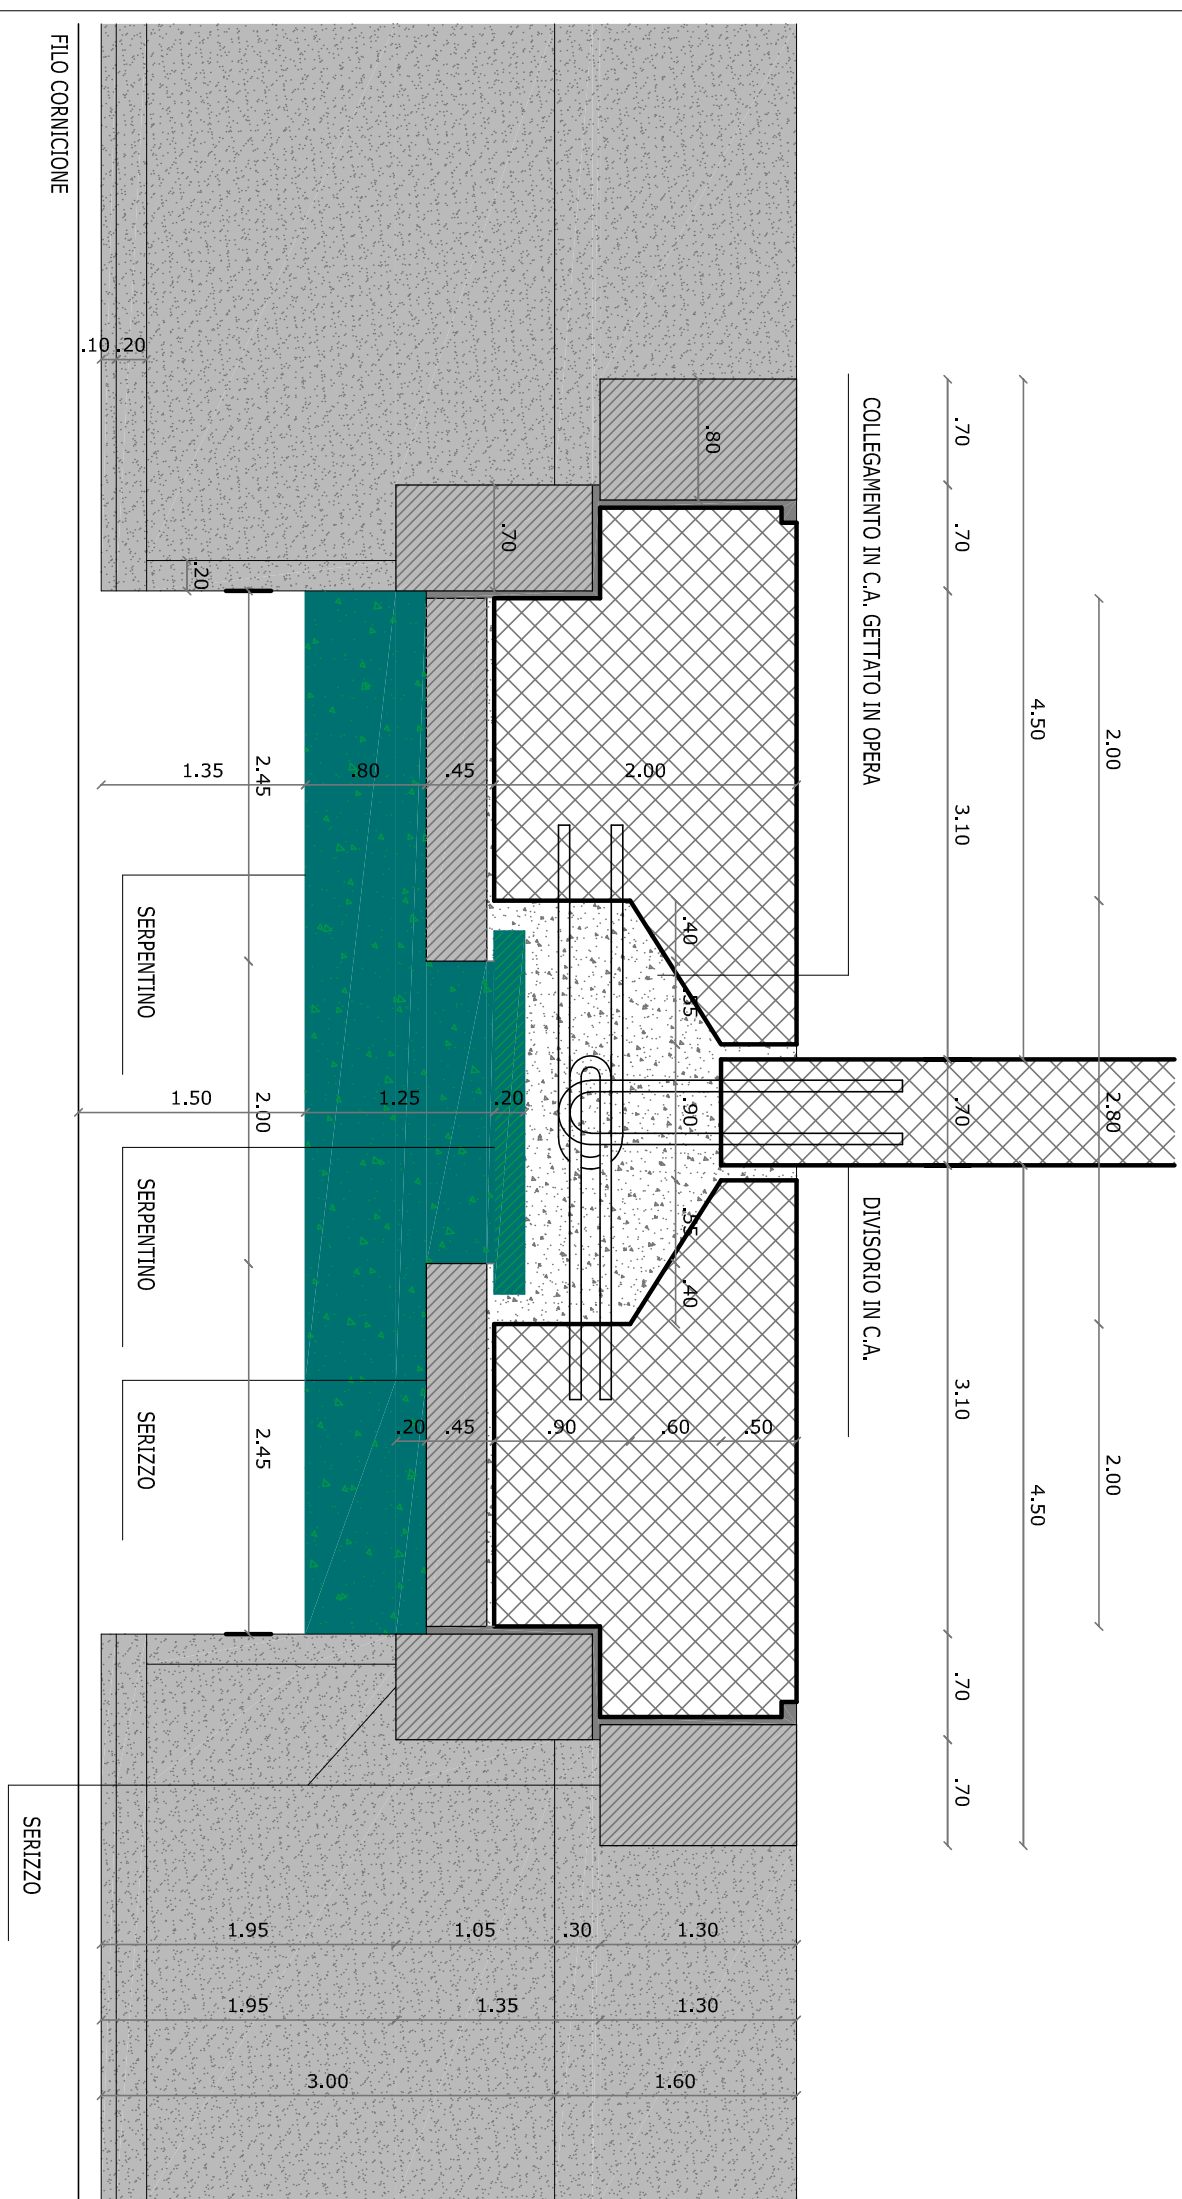 2.00 2.80 2.00
4.50 4.50
.70 .70 3.10 .70 3.10 .70 .70
COLLEGAMENTO IN C.A. GETTATO IN OPERA
DIVISORIO IN C.A.
.80
.40 .55 .90 .55 .40
.70
.10 .20
1.35 .80 .45 2.00
1.50 1.25 .20
.20 .45 .90 .60 .50
1.95 1.05 .30 1.30
1.95 1.35 1.30
3.00 1.60
2.45 2.00 2.45
.20
SERPENTINO
SERPENTINO
SERIZZO
FILO CORNICIONE
SERIZZO